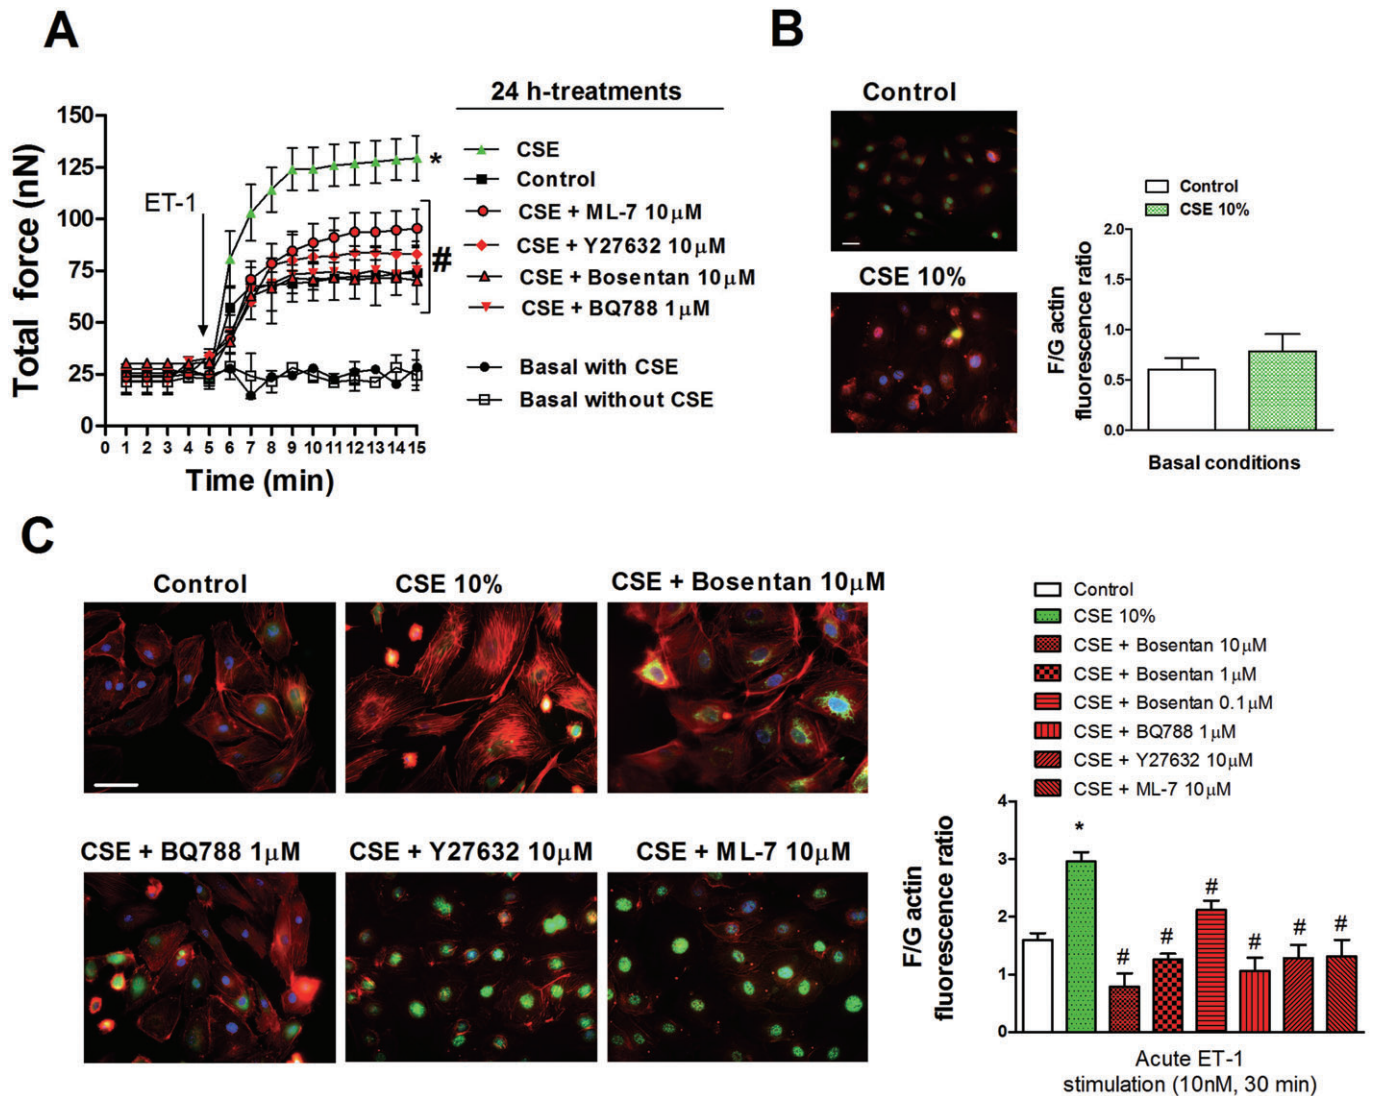 A
24 h-treatments
Total force (nN)
150
125
100
75
50
25
0
ET-1
*
#
CSE
Control
CSE + ML-7 10μM
CSE + Y27632 10μM
CSE + Bosentan 10μM
CSE + BQ788 1μM
Basal with CSE
Basal without CSE
0 1 2 3 4 5 6 7 8 9 10 11 12 13 14 15
Time (min)
B
Control
CSE 10%
Control
CSE 10%
F/G actin
fluorescence ratio
2.0
1.0
0.5
0.0
Basal conditions
C
Control
CSE 10%
CSE + Bosentan 10μM
CSE + BQ788 1μM
CSE + Y27632 10μM
CSE + ML-7 10μM
Control
CSE 10%
CSE + Bosentan 10μM
CSE + Bosentan 1μM
CSE + Bosentan 0.1μM
CSE + BQ788 1μM
CSE + Y27632 10μM
CSE + ML-7 10μM
F/G actin
fluorescence ratio
4
3
2
1
0
*
# # # # # #
Acute ET-1
stimulation (10nM, 30 min)